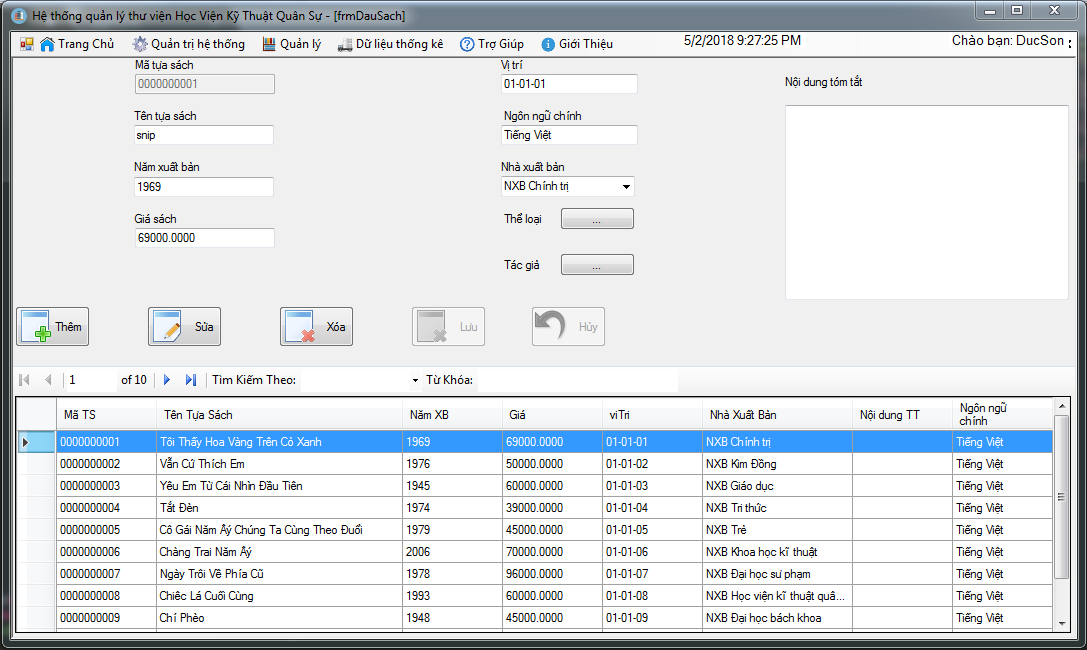 Hệ thống quản lý thư viện Học Viện Kỹ Thuật Quân Sự - [frmDauSach]
Trang Chủ Quản trị hệ thống Quản lý Dữ liệu thống kê Trợ Giúp Giới Thiệu 5/2/2018 9:27:25 PM Chào bạn: DucSon :
Mã tựa sách Vị trí Nội dung tóm tắt
0000000001 01-01-01
Tên tựa sách Ngôn ngữ chính
snip Tiếng Việt
Năm xuất bản Nhà xuất bản
1969 NXB Chính trị
Giá sách Thể loại ...
69000.0000
Tác giả ...
Thêm Sửa Xóa Lưu Hủy
1 of 10 Tìm Kiếm Theo: Từ Khóa:
Mã TS Tên Tựa Sách Năm XB Giá viTri Nhà Xuất Bản Nội dung TT Ngôn ngữ chính
0000000001 Tôi Thấy Hoa Vàng Trên Cỏ Xanh 1969 69000.0000 01-01-01 NXB Chính trị Tiếng Việt
0000000002 Vẫn Cứ Thích Em 1976 50000.0000 01-01-02 NXB Kim Đồng Tiếng Việt
0000000003 Yêu Em Từ Cái Nhìn Đầu Tiên 1945 60000.0000 01-01-03 NXB Giáo dục Tiếng Việt
0000000004 Tắt Đèn 1974 39000.0000 01-01-04 NXB Tri thức Tiếng Việt
0000000005 Cô Gái Năm Ấy Chúng Ta Cùng Theo Đuổi 1979 45000.0000 01-01-05 NXB Trẻ Tiếng Việt
0000000006 Chàng Trai Năm Ấy 2006 70000.0000 01-01-06 NXB Khoa học kĩ thuật Tiếng Việt
0000000007 Ngày Trôi Về Phía Cũ 1978 96000.0000 01-01-07 NXB Đại học sư phạm Tiếng Việt
0000000008 Chiếc Lá Cuối Cùng 1993 60000.0000 01-01-08 NXB Học viện kĩ thuật quâ... Tiếng Việt
0000000009 Chí Phèo 1948 45000.0000 01-01-09 NXB Đại học bách khoa Tiếng Việt